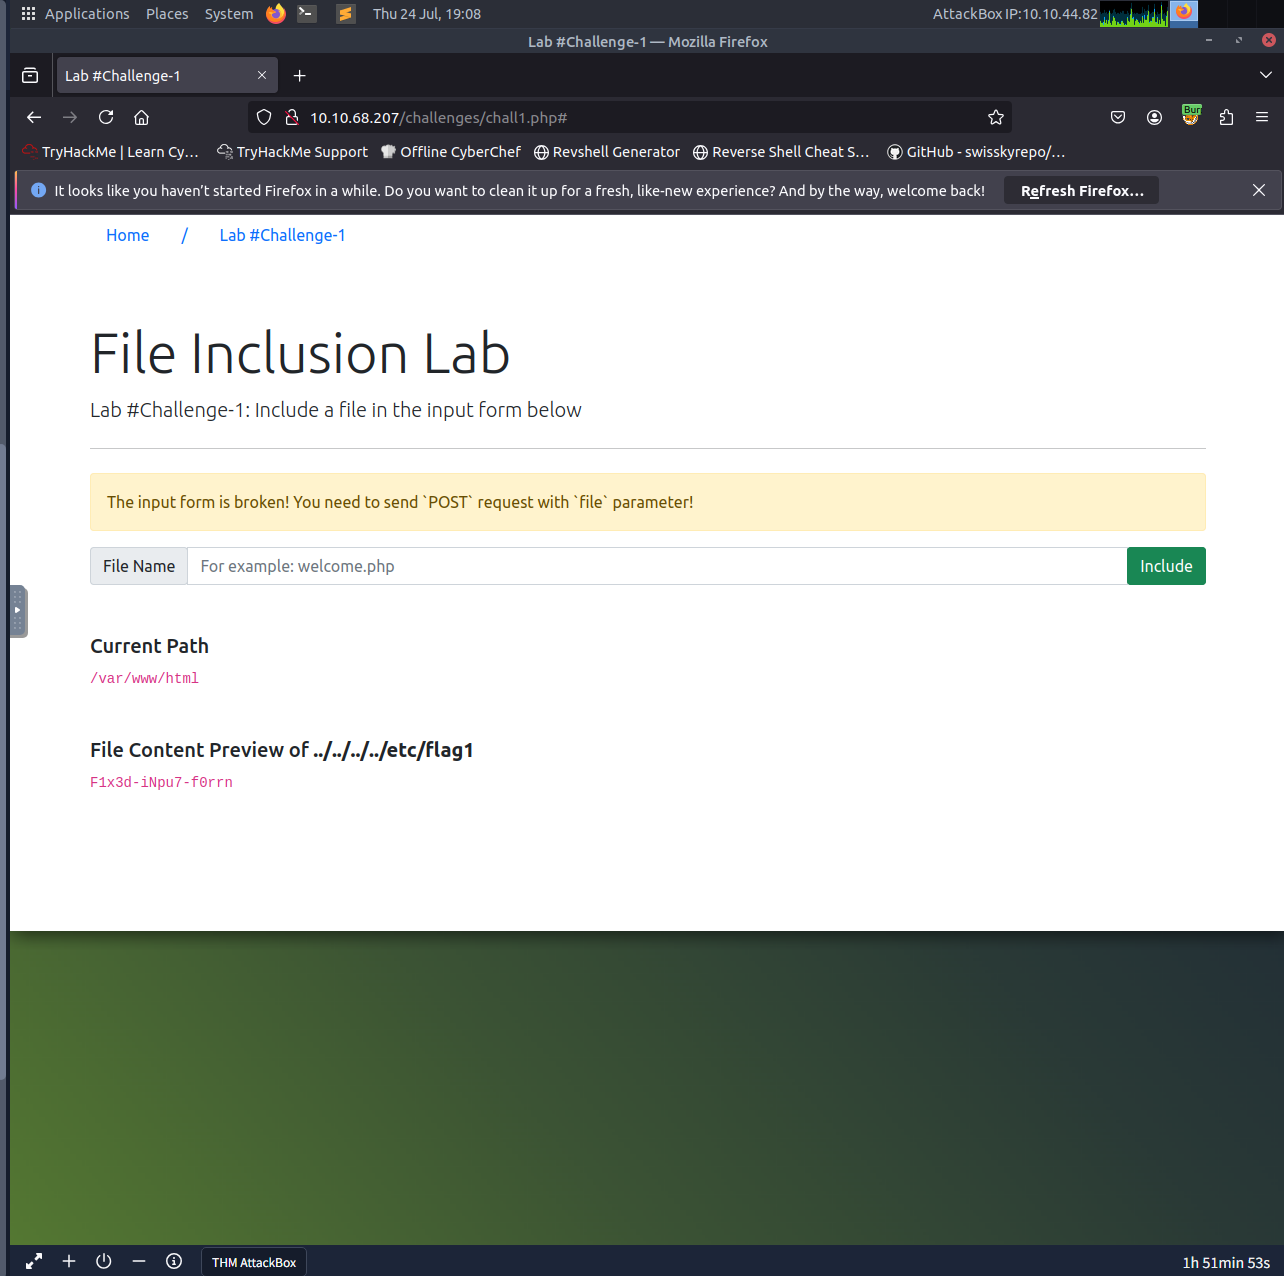 Applications Places System Thu 24 Jul, 19:08 AttackBox IP:10.10.44.82
Lab #Challenge-1 — Mozilla Firefox
Lab #Challenge-1
10.10.68.207/challenges/chall1.php#
TryHackMe | Learn Cy… TryHackMe Support Offline CyberChef Revshell Generator Reverse Shell Cheat S… GitHub - swisskyrepo/…
It looks like you haven’t started Firefox in a while. Do you want to clean it up for a fresh, like-new experience? And by the way, welcome back! Refresh Firefox…
Home / Lab #Challenge-1
File Inclusion Lab
Lab #Challenge-1: Include a file in the input form below
The input form is broken! You need to send `POST` request with `file` parameter!
File Name For example: welcome.php Include
Current Path
/var/www/html
File Content Preview of ../../../../etc/flag1
F1x3d-iNpu7-f0rrn
THM AttackBox 1h 51min 53s